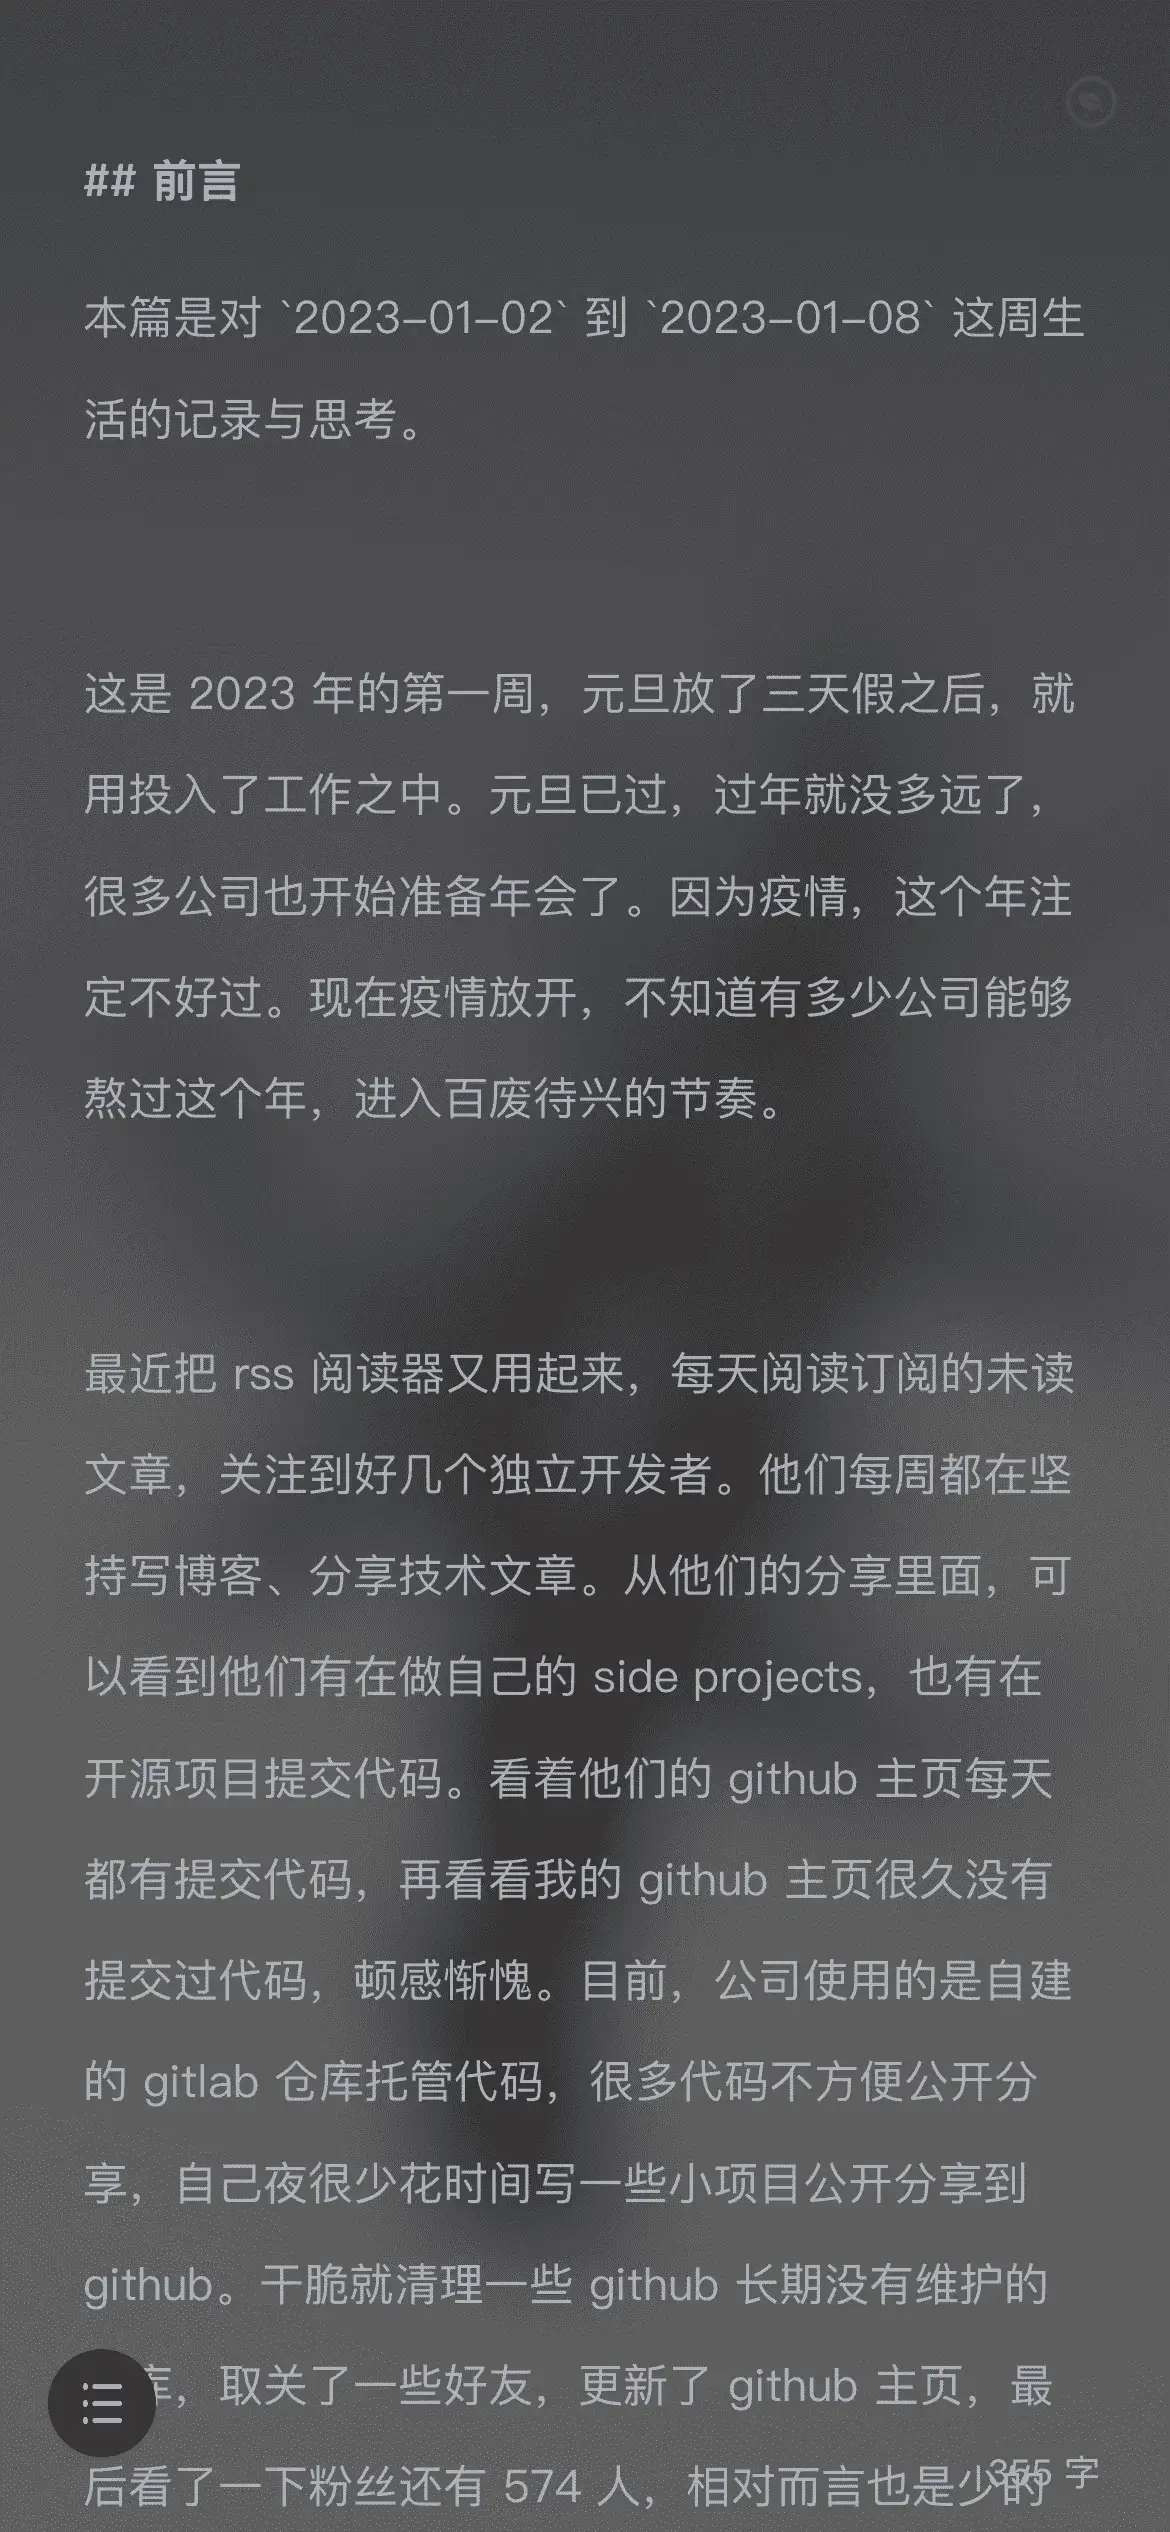 ## 前言
本篇是对 `2023-01-02` 到 `2023-01-08` 这周生
活的记录与思考。
这是 2023 年的第一周，元旦放了三天假之后，就
用投入了工作之中。元旦已过，过年就没多远了，
很多公司也开始准备年会了。因为疫情，这个年注
定不好过。现在疫情放开，不知道有多少公司能够
熬过这个年，进入百废待兴的节奏。
最近把 rss 阅读器又用起来，每天阅读订阅的未读
文章，关注到好几个独立开发者。他们每周都在坚
持写博客、分享技术文章。从他们的分享里面，可
以看到他们有在做自己的 side projects，也有在
开源项目提交代码。看着他们的 github 主页每天
都有提交代码，再看看我的 github 主页很久没有
提交过代码，顿感惭愧。目前，公司使用的是自建
的 gitlab 仓库托管代码，很多代码不方便公开分
享，自己夜很少花时间写一些小项目公开分享到
github。干脆就清理一些 github 长期没有维护的
库，取关了一些好友，更新了 github 主页，最
后看了一下粉丝还有 574 人，相对而言也是少的
355 字